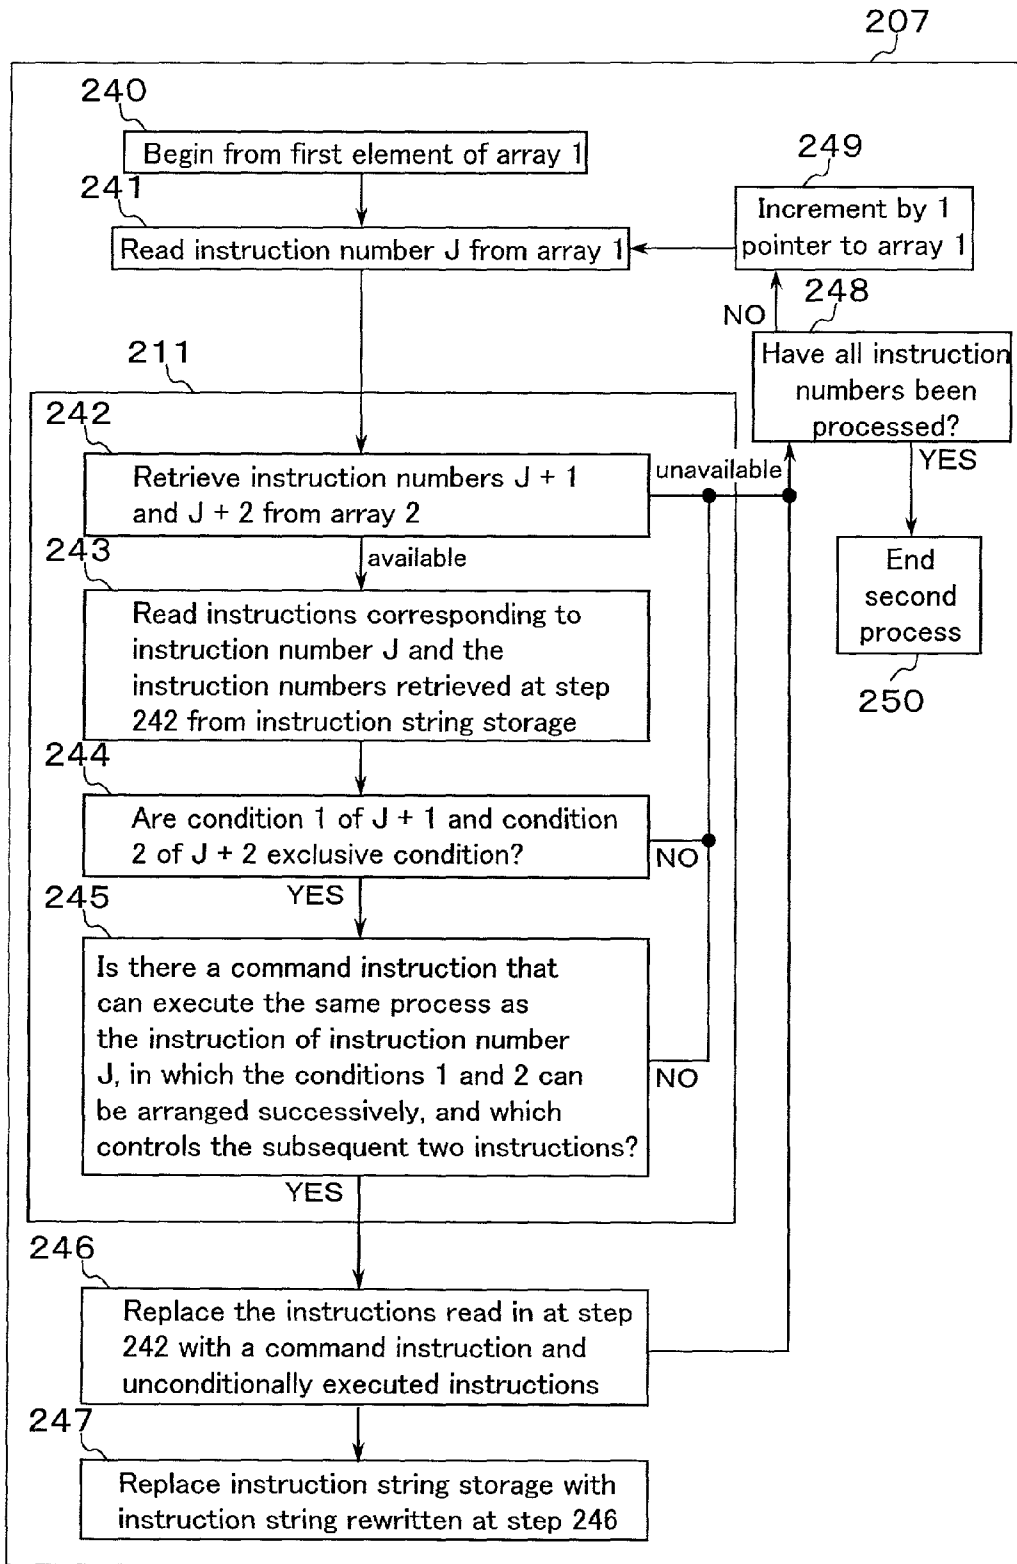 207
240
Begin from first element of array 1
241
Read instruction number J from array 1
249
Increment by 1
pointer to array 1
248
NO
Have all instruction
numbers been
processed?
YES
End
second
process
250
211
242
Retrieve instruction numbers J + 1
and J + 2 from array 2
unavailable
available
243
Read instructions corresponding to
instruction number J and the
instruction numbers retrieved at step
242 from instruction string storage
244
Are condition 1 of J + 1 and condition
2 of J + 2 exclusive condition?
NO
YES
245
Is there a command instruction that
can execute the same process as
the instruction of instruction number
J, in which the conditions 1 and 2 can
be arranged successively, and which
controls the subsequent two instructions?
NO
YES
246
Replace the instructions read in at step
242 with a command instruction and
unconditionally executed instructions
247
Replace instruction string storage with
instruction string rewritten at step 246